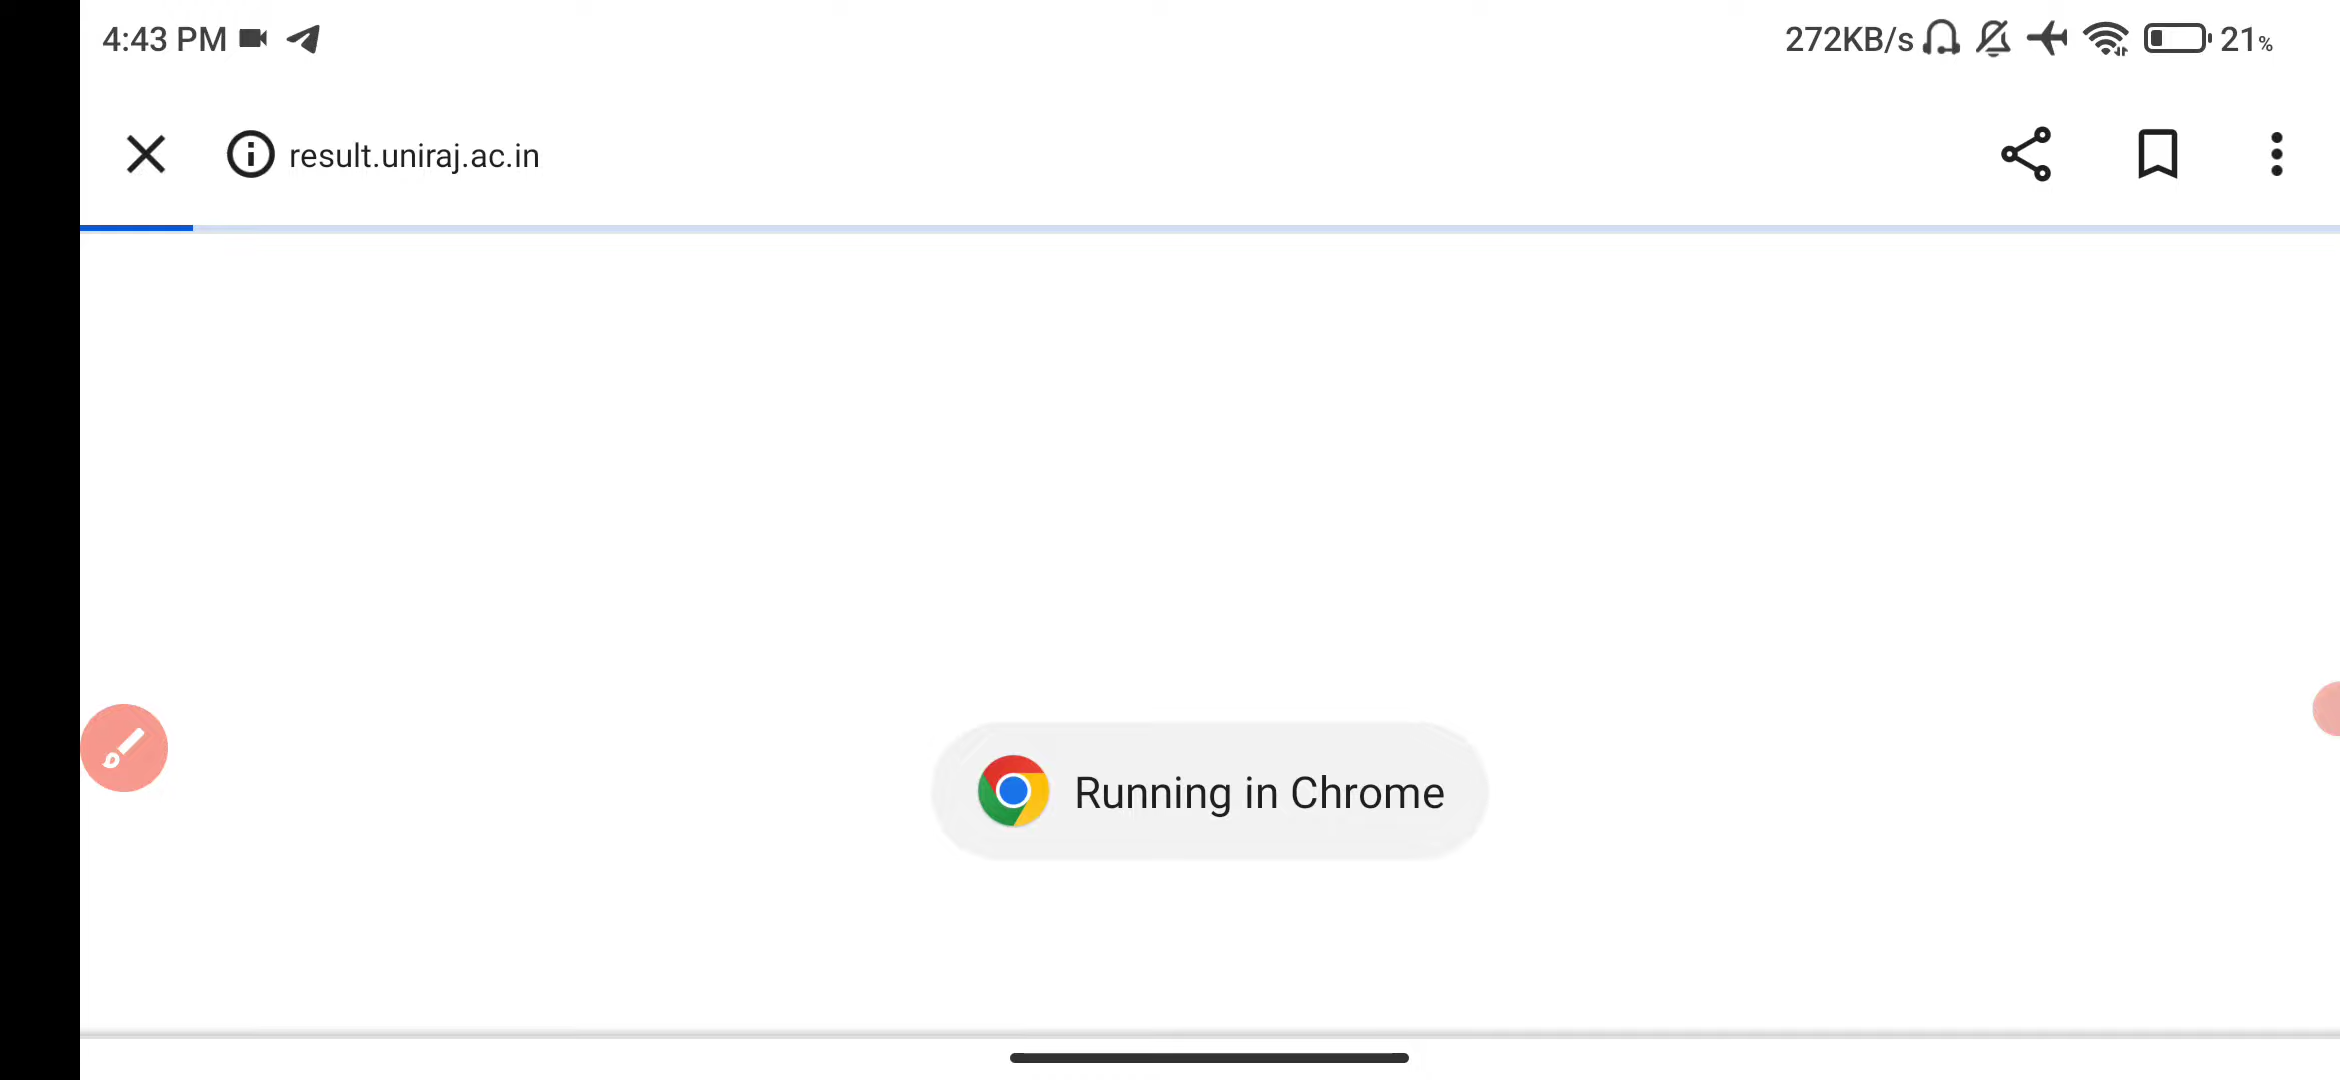 4:43 PM 272KB/s 21%
result.uniraj.ac.in
Running in Chrome